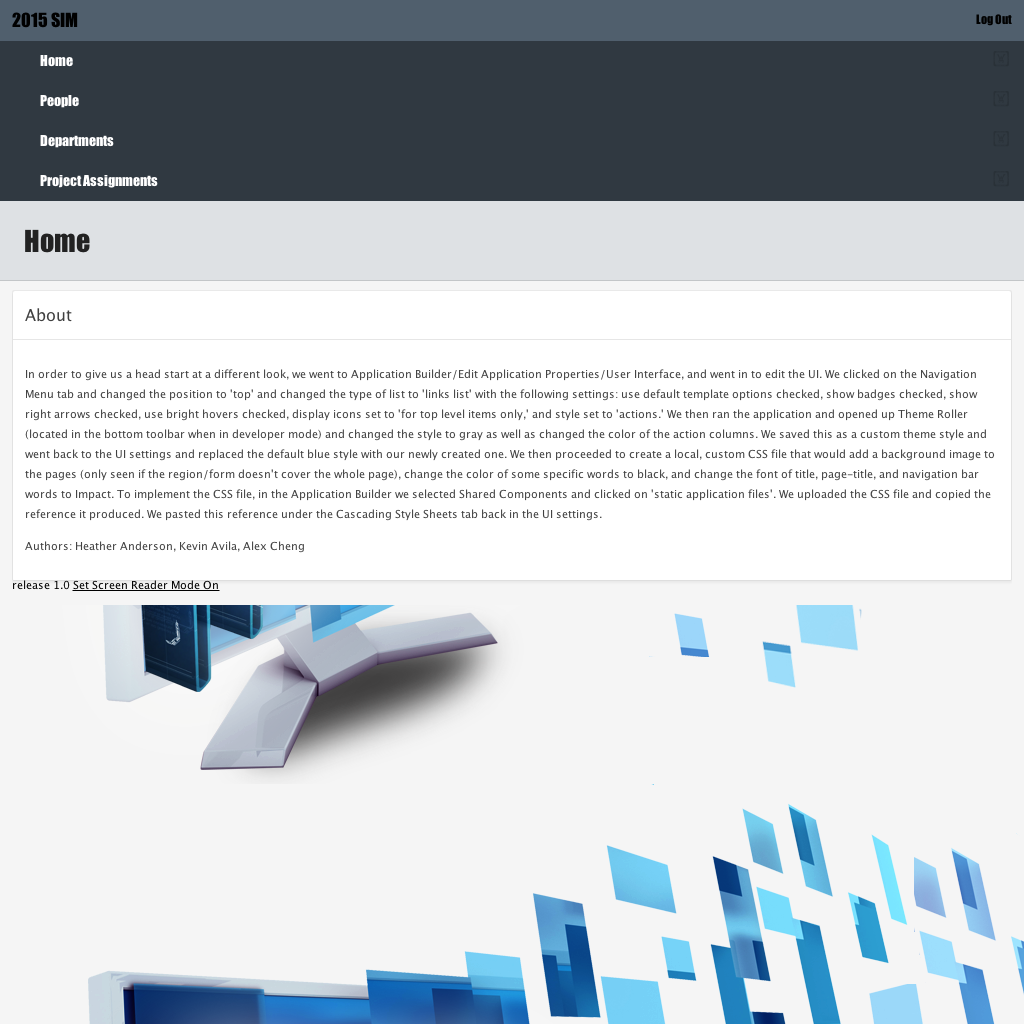 2015 SIM
Log Out
Home
People
Departments
Project Assignments
Home
About
In order to give us a head start at a different look, we went to Application Builder/Edit Application Properties/User Interface, and went in to edit the UI. We clicked on the Navigation
Menu tab and changed the position to 'top' and changed the type of list to 'links list' with the following settings: use default template options checked, show badges checked, show
right arrows checked, use bright hovers checked, display icons set to 'for top level items only,' and style set to 'actions.' We then ran the application and opened up Theme Roller
(located in the bottom toolbar when in developer mode) and changed the style to gray as well as changed the color of the action columns. We saved this as a custom theme style and
went back to the UI settings and replaced the default blue style with our newly created one. We then proceeded to create a local, custom CSS file that would add a background image to
the pages (only seen if the region/form doesn't cover the whole page), change the color of some specific words to black, and change the font of title, page-title, and navigation bar
words to Impact. To implement the CSS file, in the Application Builder we selected Shared Components and clicked on 'static application files'. We uploaded the CSS file and copied the
reference it produced. We pasted this reference under the Cascading Style Sheets tab back in the UI settings.
Authors: Heather Anderson, Kevin Avila, Alex Cheng
release 1.0 Set Screen Reader Mode On